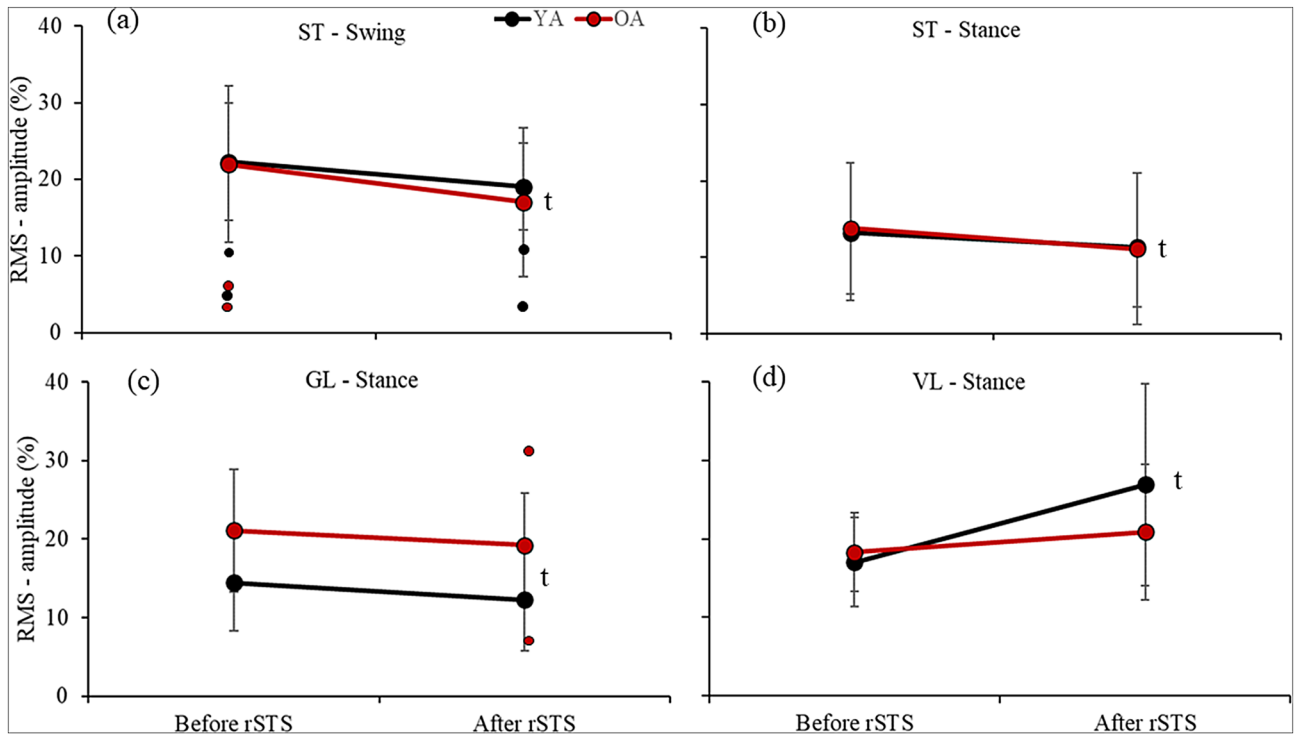 (a)
ST - Swing
YA OA
(b)
ST - Stance
40
30
20
10
0
RMS - amplitude (%)
t
t
(c)
GL - Stance
(d)
VL - Stance
40
30
20
10
0
RMS - amplitude (%)
t
t
Before rSTS
After rSTS
Before rSTS
After rSTS